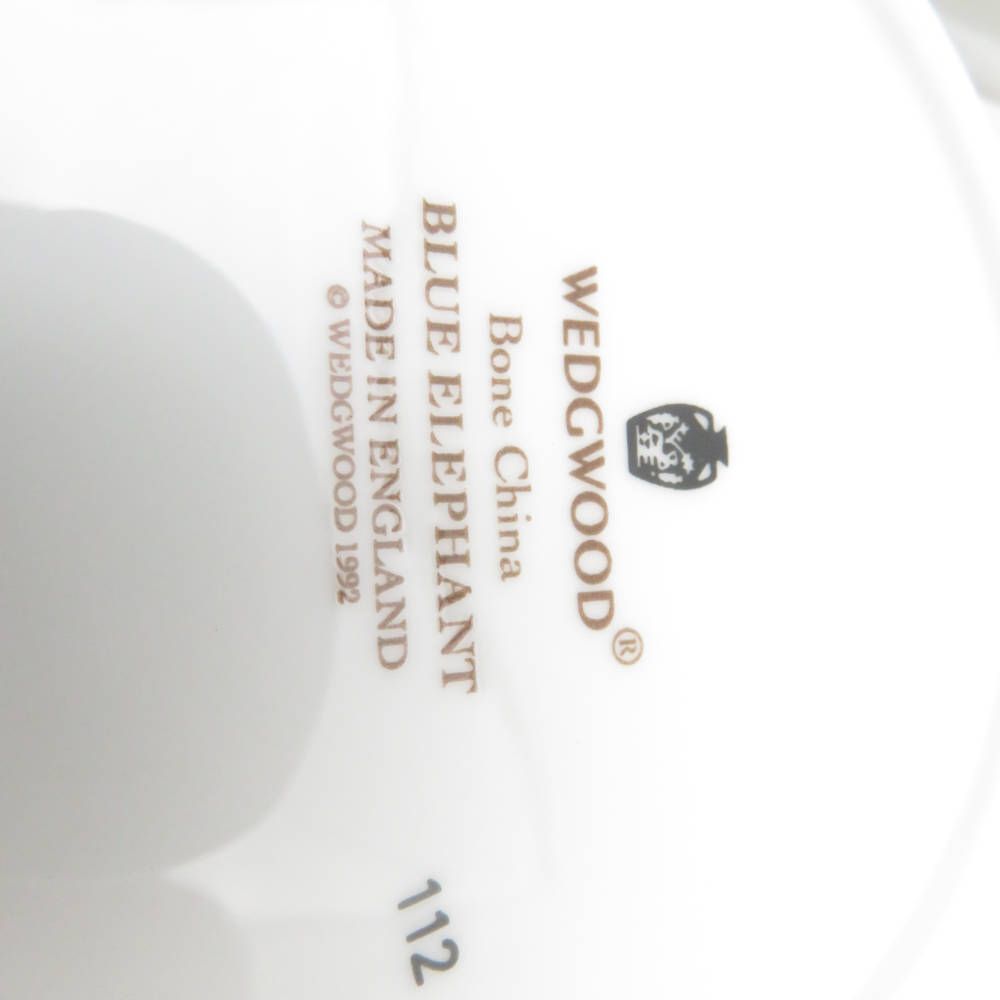 WEDGWOOD®
Bone China
BLUE ELEPHANT
MADE IN ENGLAND
© WEDGWOOD 1992
112